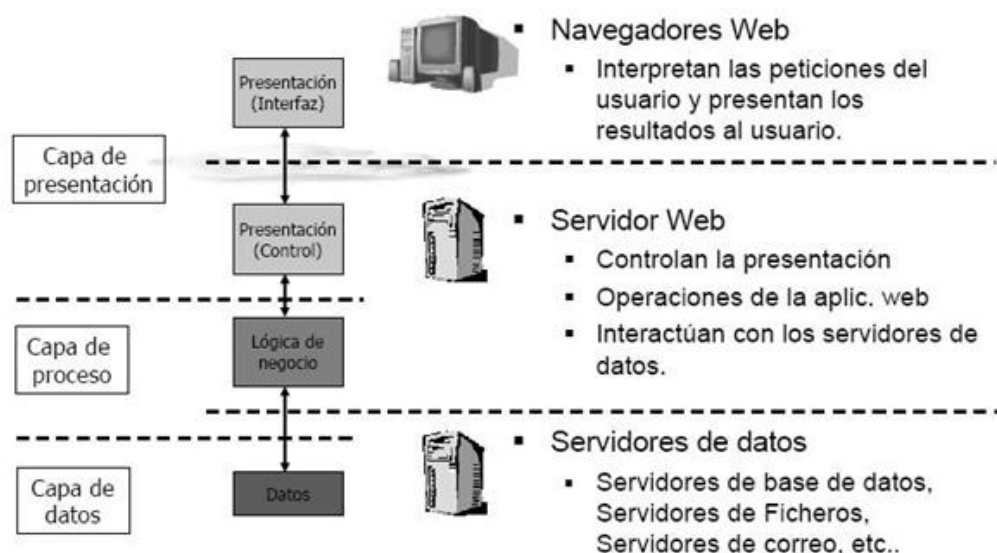 Presentación
(Interfaz)
▪ Navegadores Web
▪ Interpretan las peticiones del
usuario y presentan los
resultados al usuario.
Capa de
presentación
Presentación
(Control)
▪ Servidor Web
▪ Controlan la presentación
▪ Operaciones de la aplic. web
▪ Interactúan con los servidores de
datos.
Capa de
proceso
Lógica de
negocio
Capa de
datos
Datos
▪ Servidores de datos
▪ Servidores de base de datos,
Servidores de Ficheros,
Servidores de correo, etc..